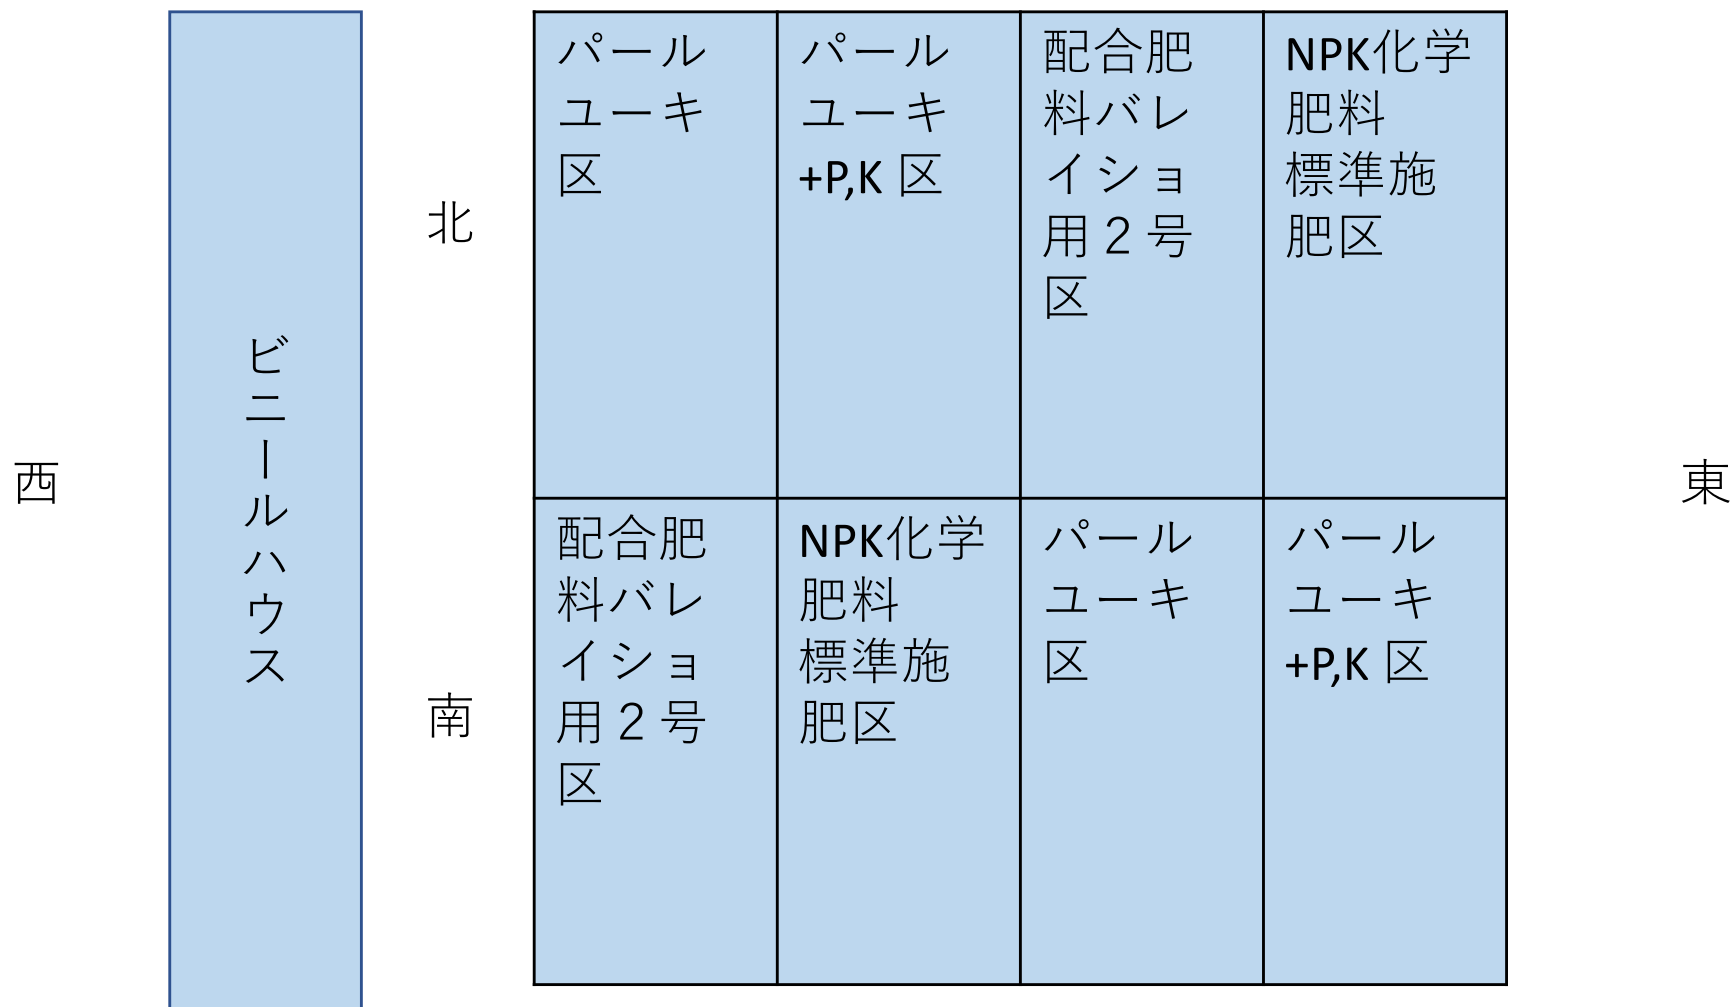 パール
ユーキ
区
パール
ユーキ
+P,K 区
配合肥
料バレ
イショ
用２号
区
NPK化学
肥料
標準施
肥区
北
ビニールハウス
西
東
配合肥
料バレ
イショ
用２号
区
NPK化学
肥料
標準施
肥区
パール
ユーキ
区
パール
ユーキ
+P,K 区
南